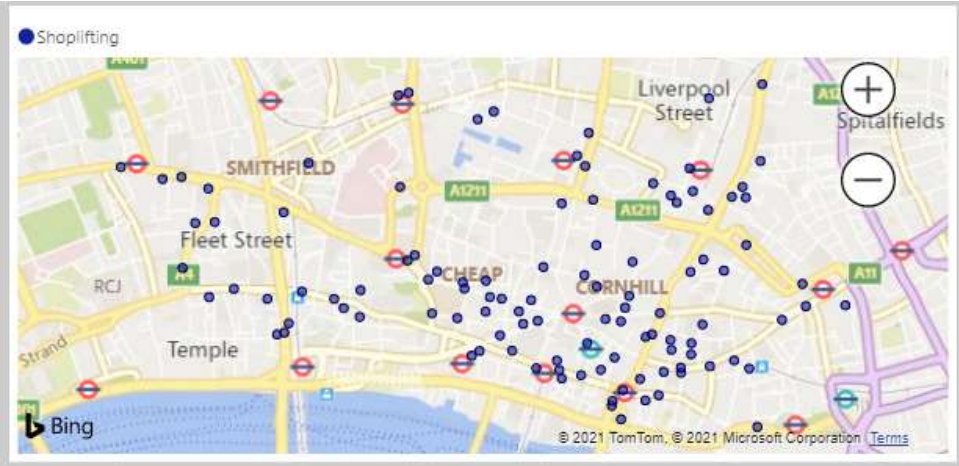 Shoplifting
A401
Liverpool
Street
A12
Spitalfields
SMITHFIELD
A1211
A1211
Fleet Street
A4
CHEAP
CORNHILL
A11
RCJ
Strand
Temple
Bing
© 2021 TomTom, © 2021 Microsoft Corporation Terms